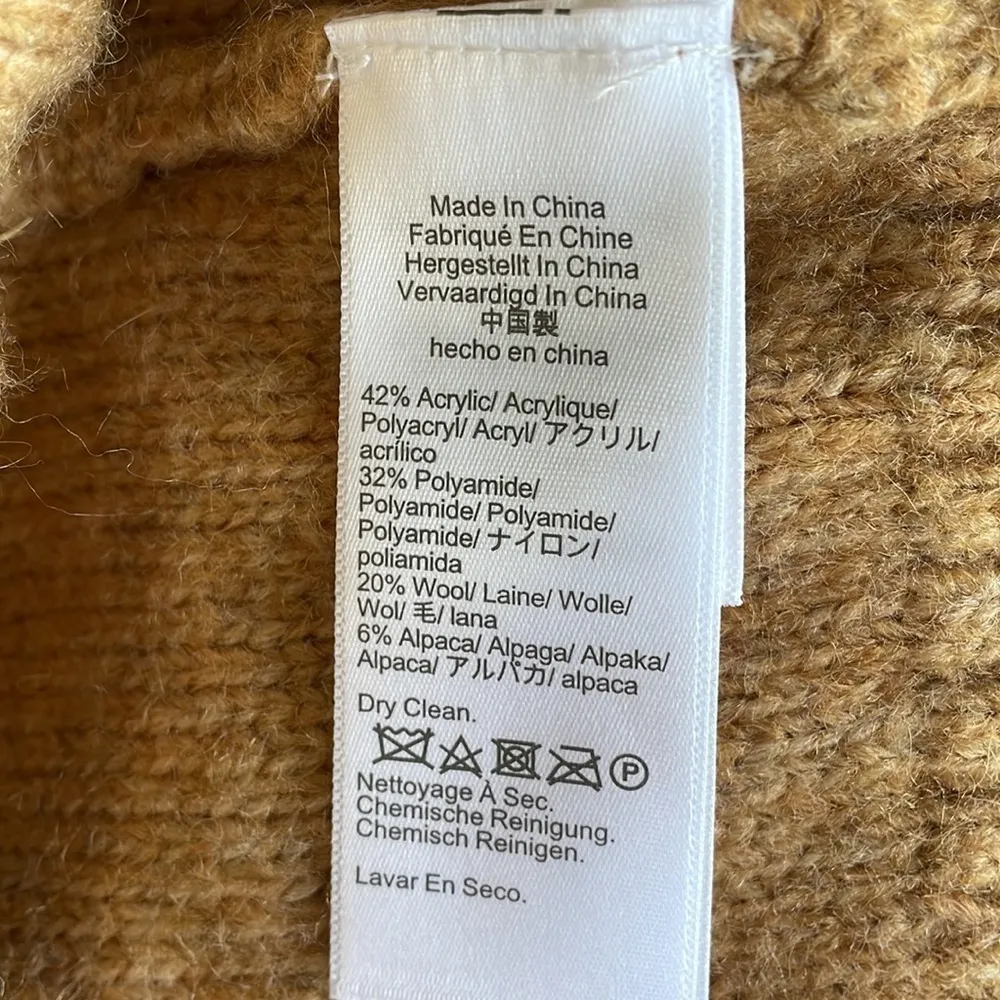 Made In China
Fabriqué En Chine
Hergestellt In China
Vervaardigd In China
中国製
hecho en china
42% Acrylic/ Acrylique/
Polyacryl/ Acryl/ アクリル/
acrílico
32% Polyamide/
Polyamide/ Polyamide/
Polyamide/ ナイロン/
poliamida
20% Wool/ Laine/ Wolle/
Wol/ 毛/ lana
6% Alpaca/ Alpaga/ Alpaka/
Alpaca/ アルパカ/ alpaca
Dry Clean.
P
Nettoyage À Sec.
Chemische Reinigung.
Chemisch Reinigen.
Lavar En Seco.